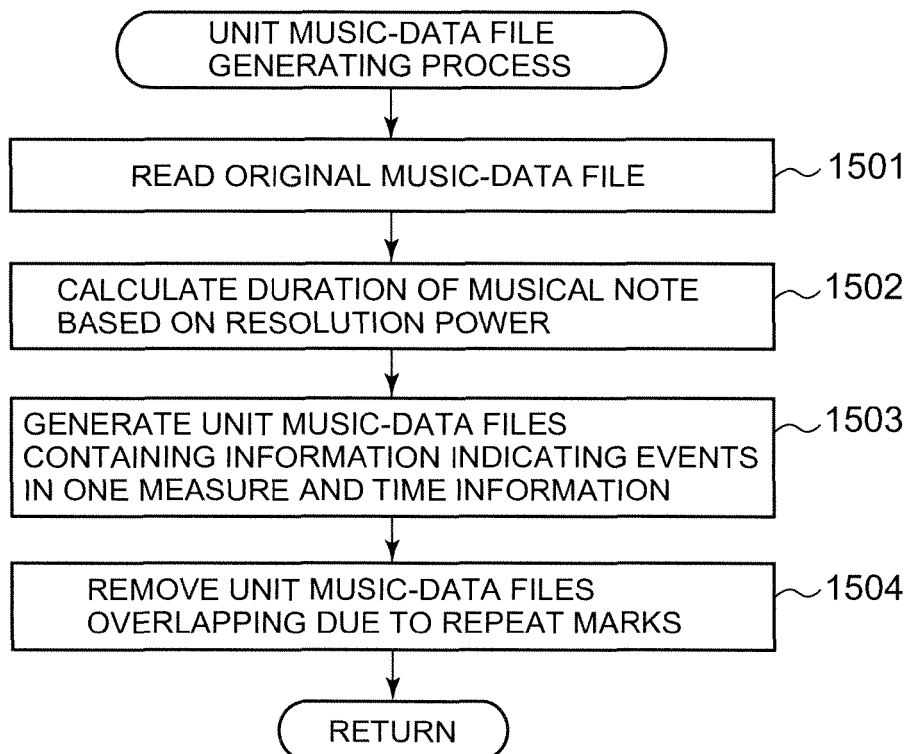 UNIT MUSIC-DATA FILE
GENERATING PROCESS
READ ORIGINAL MUSIC-DATA FILE
1501
CALCULATE DURATION OF MUSICAL NOTE
BASED ON RESOLUTION POWER
1502
GENERATE UNIT MUSIC-DATA FILES
CONTAINING INFORMATION INDICATING EVENTS
IN ONE MEASURE AND TIME INFORMATION
1503
REMOVE UNIT MUSIC-DATA FILES
OVERLAPPING DUE TO REPEAT MARKS
1504
RETURN